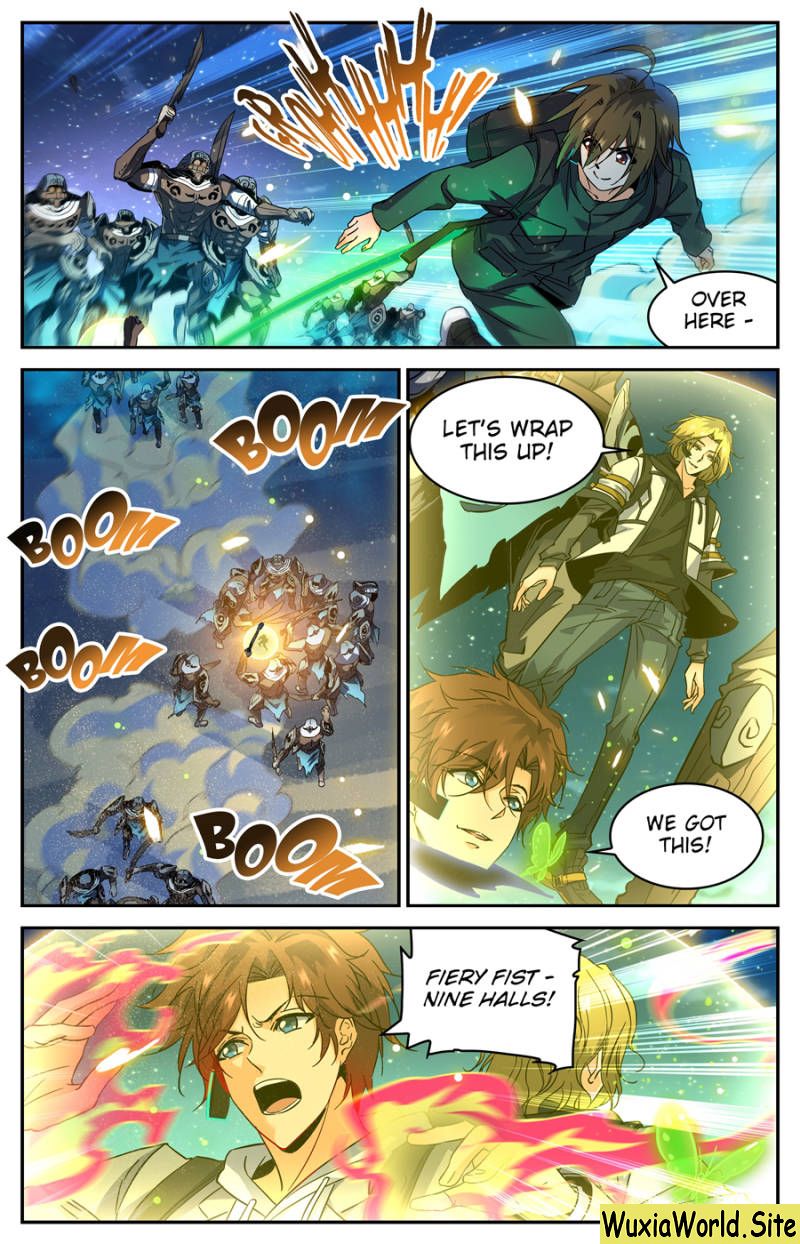 GROHHHHHH!
OVER
HERE -
BOOM
BOOM
BOOM
BOOM
LET'S WRAP
THIS UP!
WE GOT
THIS!
FIERY FIST -
NINE HALLS!
WuxiaWorld.Site